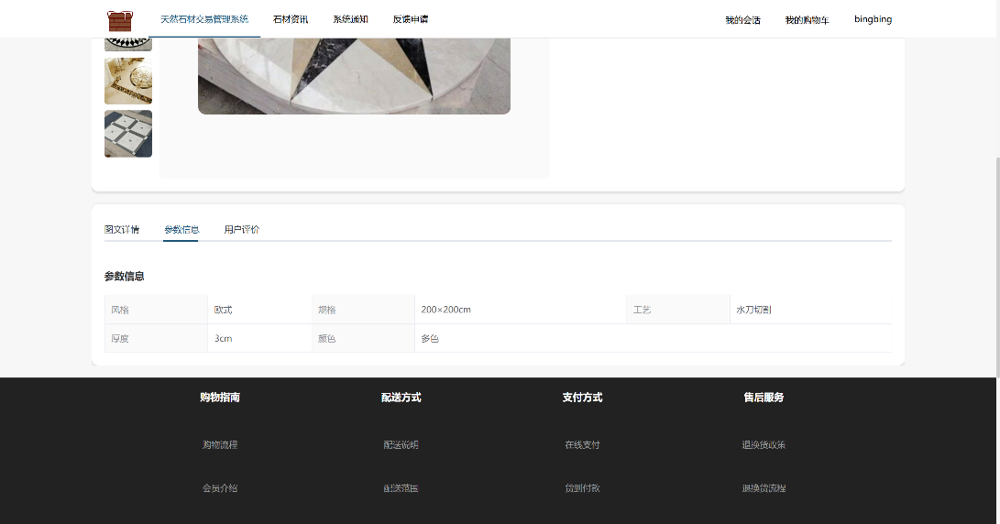 天然石材交易管理系统 石材资讯 系统通知 反馈申请 我的会话 我的购物车 bingbing
图文详情 参数信息 用户评价
参数信息
风格 欧式 规格 200×200cm 工艺 水刀切割
厚度 3cm 颜色 多色
购物指南 配送方式 支付方式 售后服务
购物流程 配送说明 在线支付 退换货政策
会员介绍 配送范围 货到付款 退换货流程